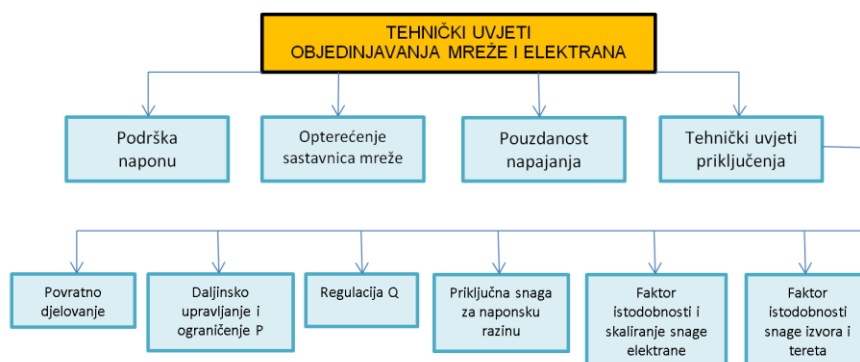 TEHNIČKI UVJETI
OBJEDINJAVANJA MREŽE I ELEKTRANA
Podrška
naponu
Opterećenje
sastavnica mreže
Pouzdanost
napajanja
Tehnički uvjeti
priključenja
Povratno
djelovanje
Daljinsko
upravljanje i
ograničenje P
Regulacija Q
Priključna snaga
za naponsku
razinu
Faktor
istodobnosti i
skaliranje snage
elektrane
Faktor
istodobnosti
snage izvora i
tereta